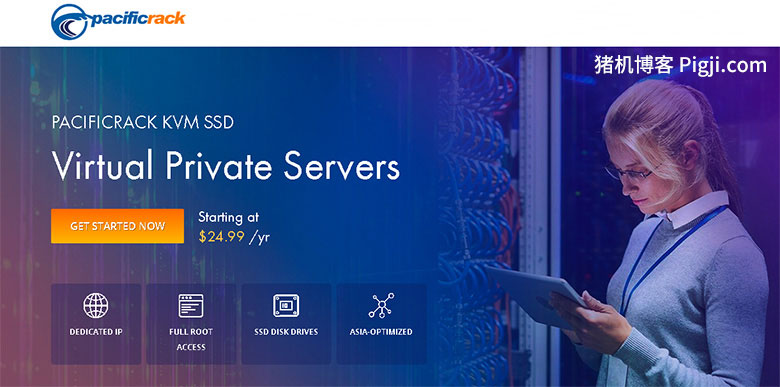 pacificrack
猪机博客 Pigji.com
PACIFICRACK KVM SSD
Virtual Private Servers
GET STARTED NOW
Starting at
$24.99 /yr
DEDICATED IP
FULL ROOT
ACCESS
SSD DISK DRIVES
ASIA-OPTIMIZED